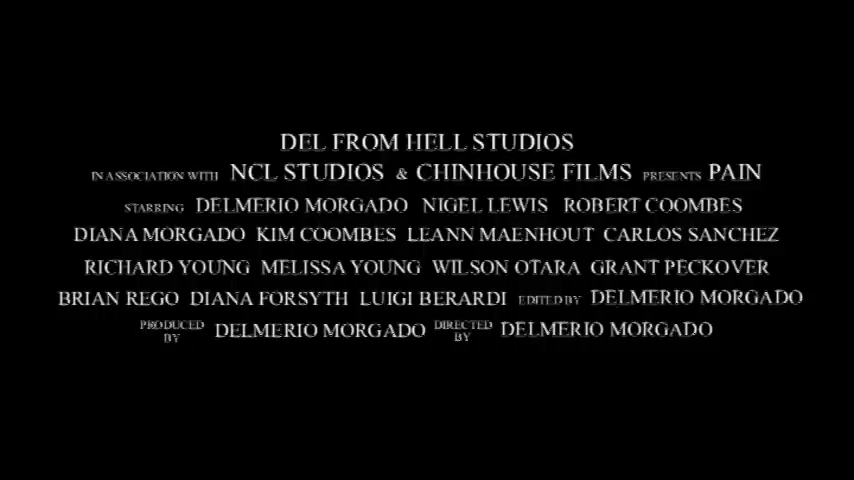 DEL FROM HELL STUDIOS
IN ASSOCIATION WITH NCL STUDIOS & CHINHOUSE FILMS PRESENTS PAIN
STARRING DELMERIO MORGADO NIGEL LEWIS ROBERT COOMBES
DIANA MORGADO KIM COOMBES LEANN MAENHOUT CARLOS SANCHEZ
RICHARD YOUNG MELISSA YOUNG WILSON OTARA GRANT PECKOVER
BRIAN REGO DIANA FORSYTH LUIGI BERARDI EDITED BY DELMERIO MORGADO
PRODUCED BY DELMERIO MORGADO DIRECTED BY DELMERIO MORGADO